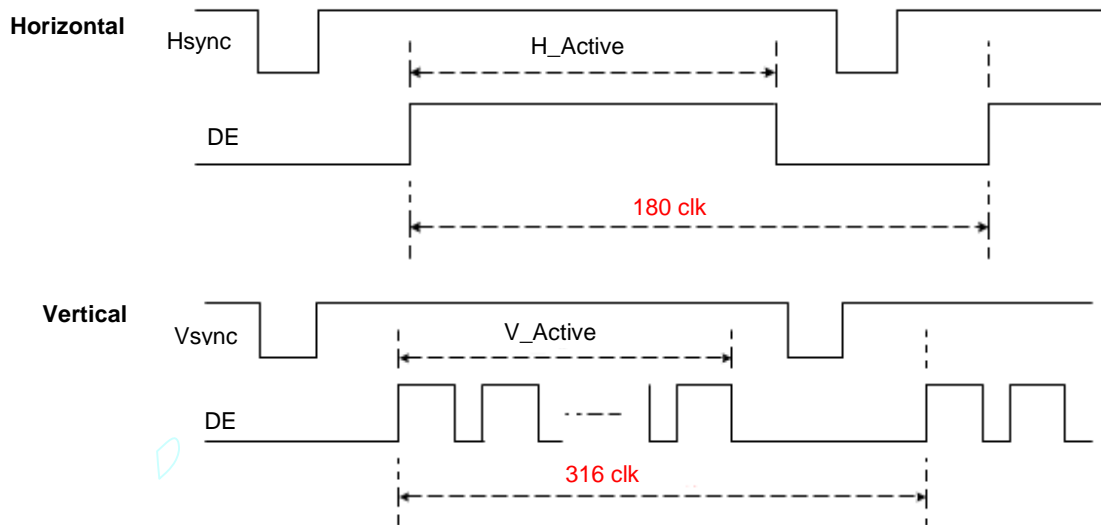 Horizontal
Hsync
H_Active
DE
180 clk
Vertical
Vsync
V_Active
DE
316 clk